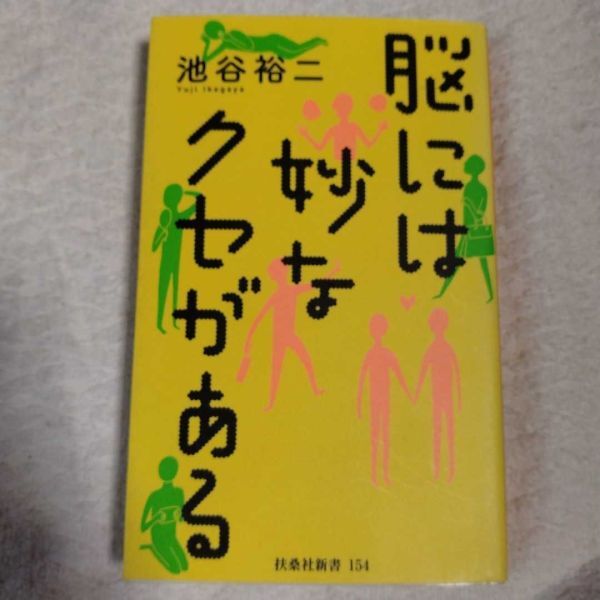 脳には
妙な
クセがある
池谷裕二
Yuji Ikegaya
扶桑社新書 154